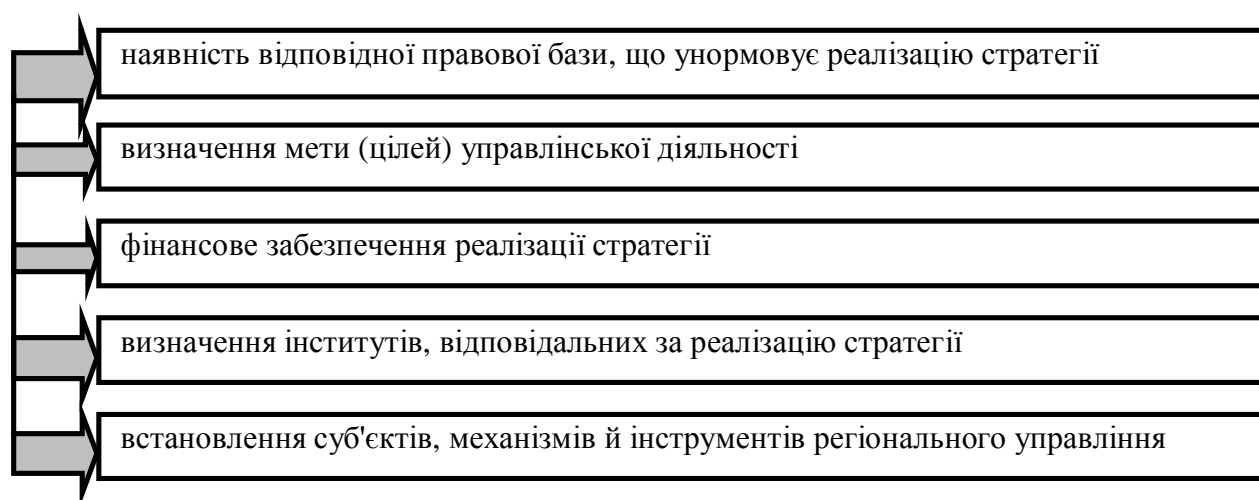 наявність відповідної правової бази, що унормовує реалізацію стратегії
визначення мети (цілей) управлінської діяльності
фінансове забезпечення реалізації стратегії
визначення інститутів, відповідальних за реалізацію стратегії
встановлення суб'єктів, механізмів й інструментів регіонального управління